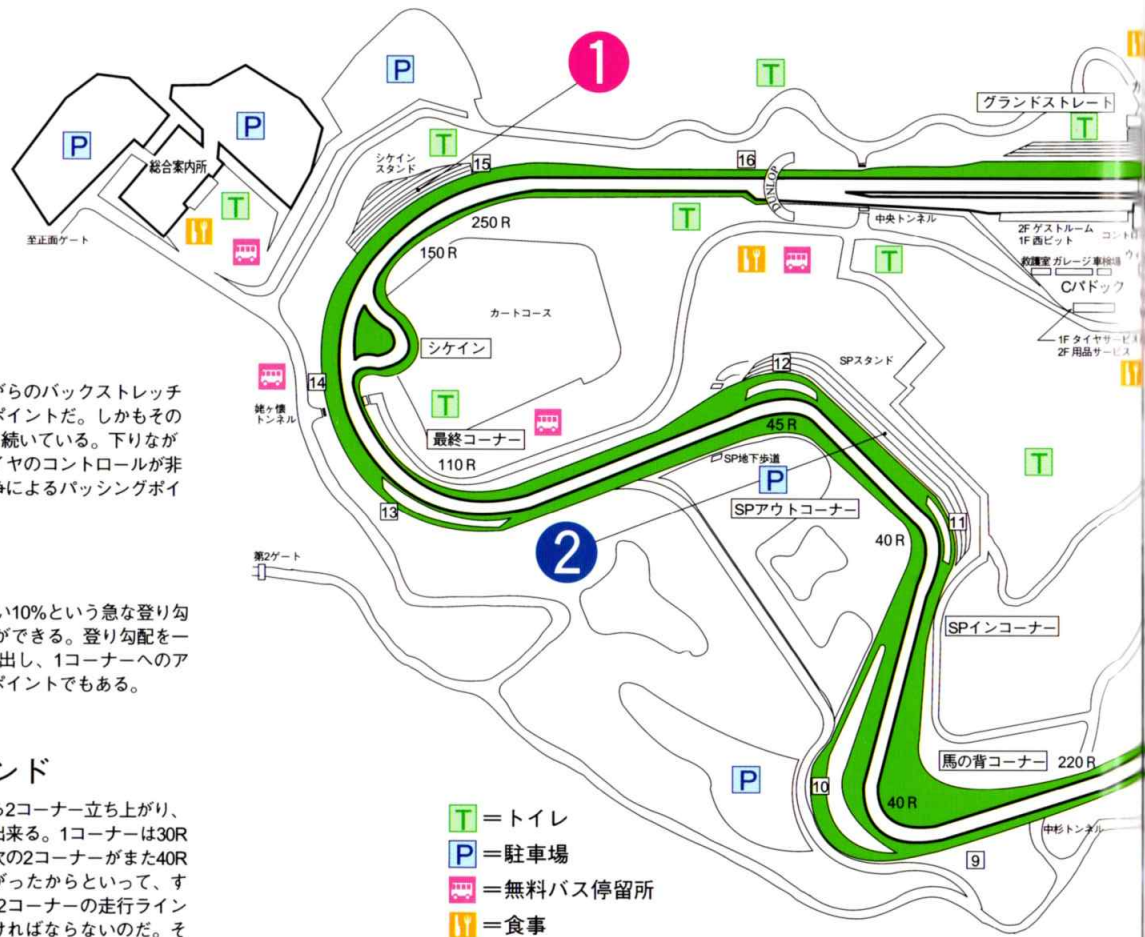 1
P
T
グランドストレート
T
P
P
総合案内所
T
シケイン
スタンド
15
16
DUNLOP
T
至正面ゲート
250 R
150 R
T
中央トンネル
2F ゲストルーム
1F 西ピット
コントロ
T
救護室 ガレージ 車検場
Cパドック
カートコース
1F タイヤサービス
2F 用品サービス
シケイン
12
SPスタンド
14
姥ヶ懐
トンネル
T
最終コーナー
45 R
110 R
SP地下歩道
P
T
13
SPアウトコーナー
11
2
40 R
第2ゲート
SPインコーナー
馬の背コーナー
220 R
P
10
40 R
中杉トンネル
9
がらのバックストレッチ
ポイントだ。しかもその
続いている。下りなが
イヤのコントロールが非
争によるパッシングポイ
い10%という急な登り勾
ができる。登り勾配を一
出し、1コーナーへのア
ポイントでもある。
ンド
ら2コーナー立ち上がり、
出来る。1コーナーは30R
次の2コーナーがまた40R
がったからといって、す
2コーナーの走行ライン
ければならないのだ。そ
T=トイレ
P=駐車場
=無料バス停留所
=食事